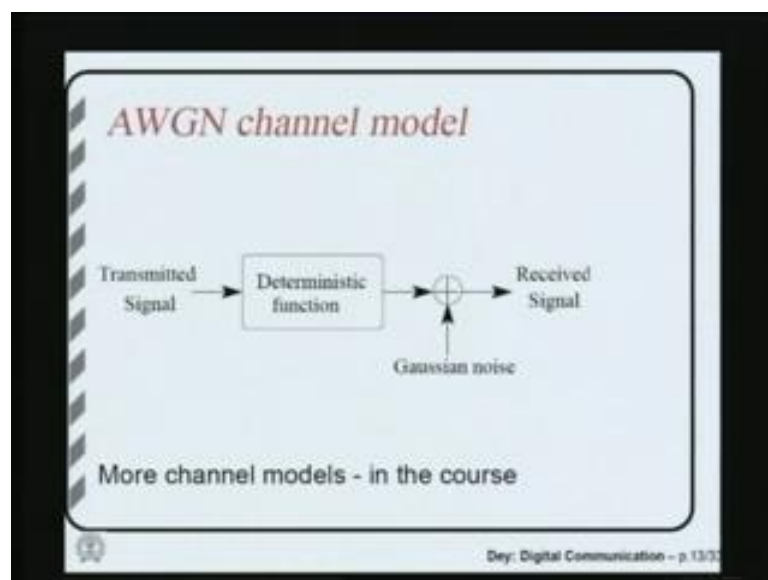 AWGN channel model
Transmitted
Signal
Deterministic
function
Received
Signal
Gaussian noise
More channel models - in the course
Dey: Digital Communication – p.13/3